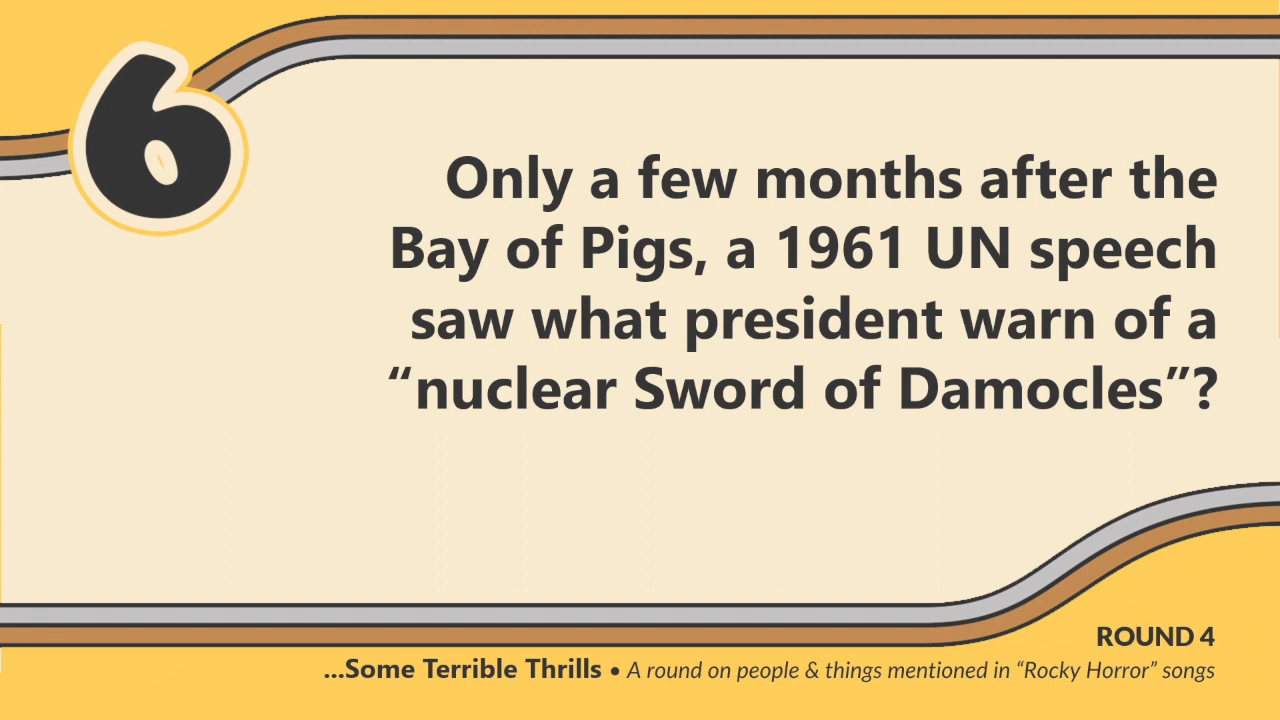 6
Only a few months after the
Bay of Pigs, a 1961 UN speech
saw what president warn of a
“nuclear Sword of Damocles”?
ROUND 4
...Some Terrible Thrills • A round on people & things mentioned in “Rocky Horror” songs